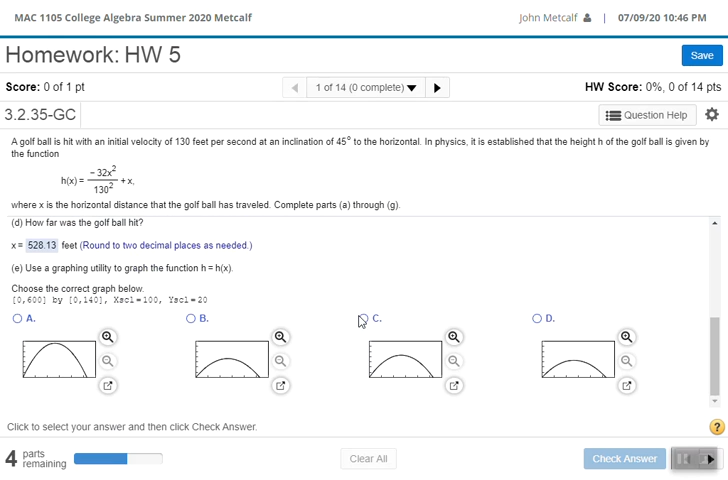 MAC 1105 College Algebra Summer 2020 Metcalf
John Metcalf | 07/09/20 10:46 PM
Homework: HW 5
Save
Score: 0 of 1 pt
1 of 14 (0 complete)
HW Score: 0%, 0 of 14 pts
3.2.35-GC
Question Help
A golf ball is hit with an initial velocity of 130 feet per second at an inclination of 45° to the horizontal. In physics, it is established that the height h of the golf ball is given by
the function
h(x) = −32x² / 130² + x,
where x is the horizontal distance that the golf ball has traveled. Complete parts (a) through (g).
(d) How far was the golf ball hit?
x = 528.13 feet (Round to two decimal places as needed.)
(e) Use a graphing utility to graph the function h = h(x).
Choose the correct graph below.
[0,600] by [0,140], Xscl=100, Yscl=20
A.
B.
C.
D.
Click to select your answer and then click Check Answer.
?
4 parts
remaining
Clear All
Check Answer